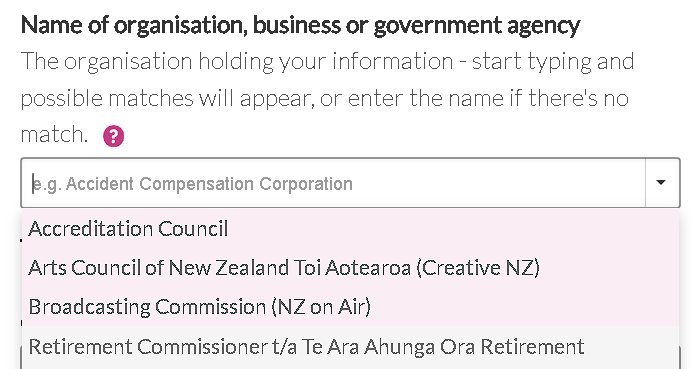 Name of organisation, business or government agency
The organisation holding your information - start typing and
possible matches will appear, or enter the name if there's no
match. ?
e.g. Accident Compensation Corporation
Accreditation Council
Arts Council of New Zealand Toi Aotearoa (Creative NZ)
Broadcasting Commission (NZ on Air)
Retirement Commissioner t/a Te Ara Ahunga Ora Retirement